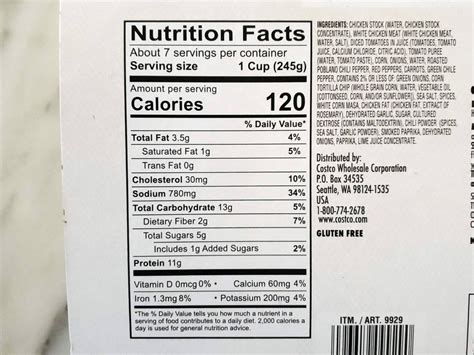 Nutrition Facts
About 7 servings per container
Serving size 1 Cup (245g)
Amount per serving
Calories 120
% Daily Value*
Total Fat 3.5g 4%
Saturated Fat 1g 5%
Trans Fat 0g
Cholesterol 30mg 10%
Sodium 780mg 34%
Total Carbohydrate 13g 5%
Dietary Fiber 2g 7%
Total Sugars 5g
Includes 1g Added Sugars 2%
Protein 11g
Vitamin D 0mcg 0% • Calcium 60mg 4%
Iron 1.3mg 8% • Potassium 200mg 4%
*The % Daily Value tells you how much a nutrient in a
serving of food contributes to a daily diet. 2,000 calories a
day is used for general nutrition advice.
INGREDIENTS: CHICKEN STOCK (WATER, CHICKEN STOCK
CONCENTRATE), WHITE CHICKEN MEAT (WHITE CHICKEN MEAT,
WATER, SALT), DICED TOMATOES IN JUICE (TOMATOES, TOMATO
JUICE, CALCIUM CHLORIDE, CITRIC ACID), TOMATO PUREE
(WATER, TOMATO PASTE), CORN, ONIONS, WATER, ROASTED
POBLANO CHILI PEPPER, RED PEPPERS, CARROTS, GREEN CHILE
PEPPER, CONTAINS 2% OR LESS OF: GREEN ONIONS, CORN
TORTILLA CHIP (WHOLE GRAIN CORN, WATER, VEGETABLE OIL
(COTTONSEED, CORN, AND/OR SUNFLOWER), SEA SALT, SPICES,
WHITE CORN MASA, CHICKEN FAT (CHICKEN FAT, EXTRACT OF
ROSEMARY), DEHYDRATED GARLIC, SUGAR, CULTURED
DEXTROSE (CONTAINS MALTODEXTRIN), CHILI POWDER (SPICES,
SEA SALT, GARLIC POWDER), SMOKED PAPRIKA, DEHYDRATED
ONIONS, PAPRIKA, LIME JUICE CONCENTRATE.
Distributed by:
Costco Wholesale Corporation
P.O. Box 34535
Seattle, WA 98124-1535
USA
1-800-774-2678
www.costco.com
GLUTEN FREE
ITM. / ART. 9929